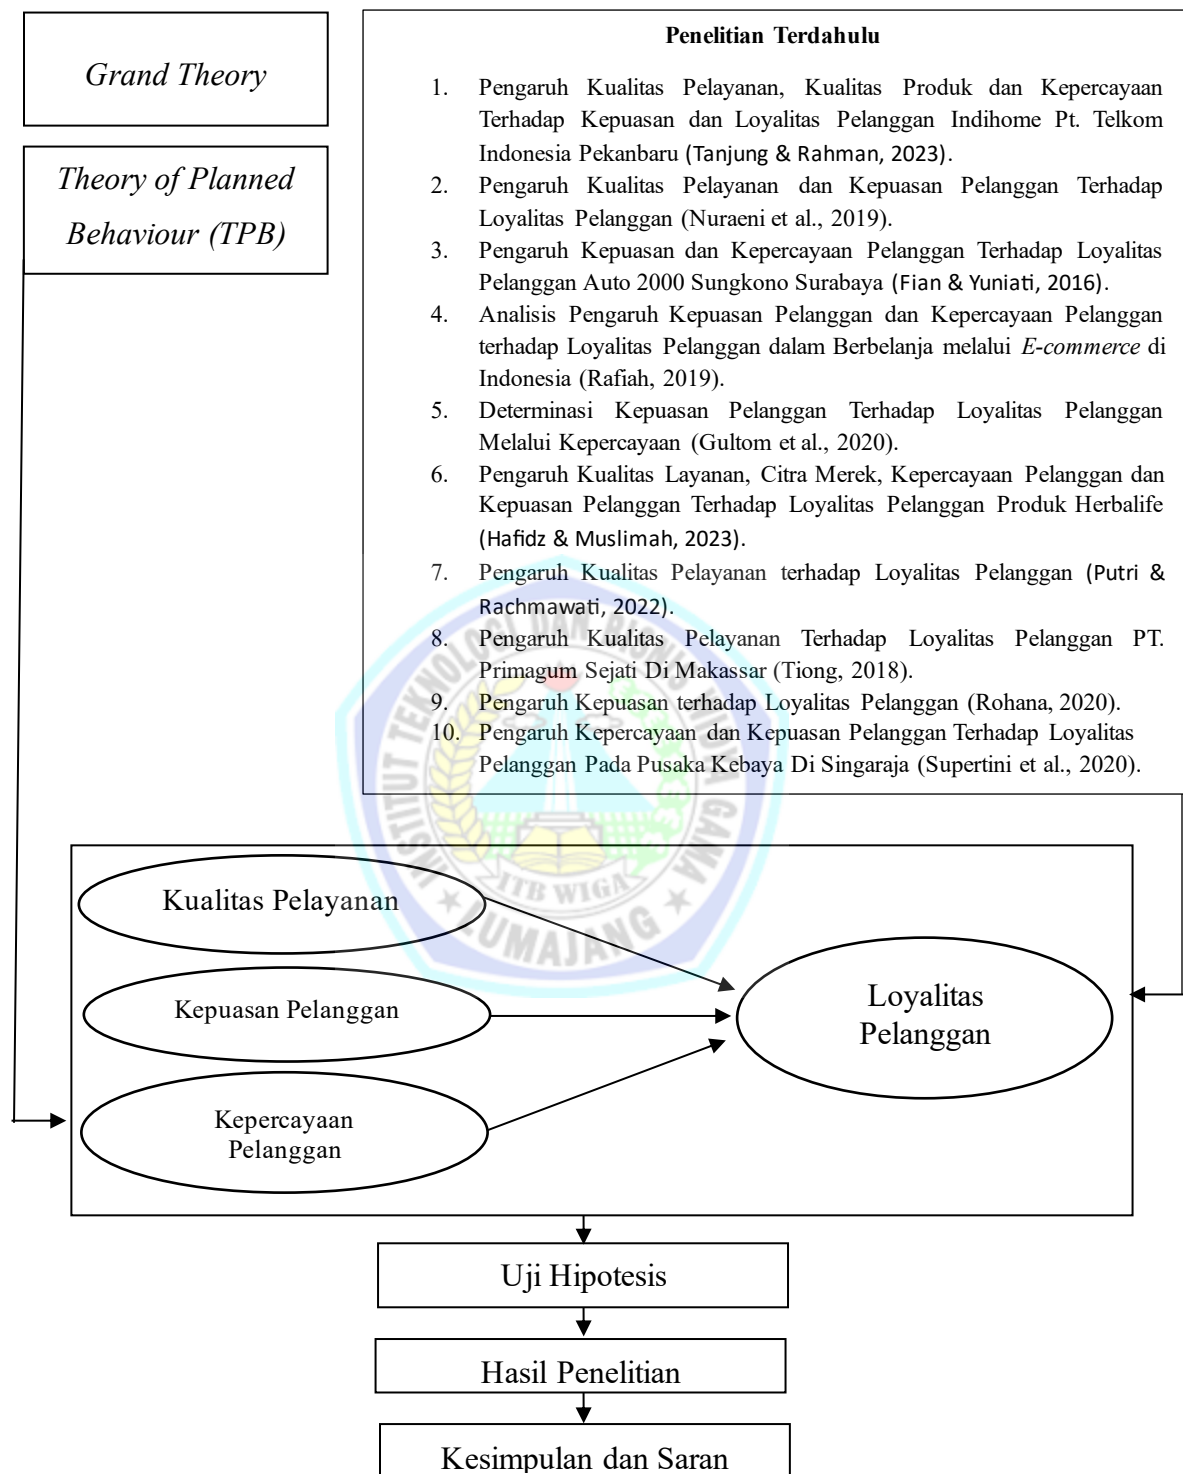 Grand Theory
Theory of Planned
Behaviour (TPB)
Penelitian Terdahulu
1. Pengaruh Kualitas Pelayanan, Kualitas Produk dan Kepercayaan
Terhadap Kepuasan dan Loyalitas Pelanggan Indihome Pt. Telkom
Indonesia Pekanbaru (Tanjung & Rahman, 2023).
2. Pengaruh Kualitas Pelayanan dan Kepuasan Pelanggan Terhadap
Loyalitas Pelanggan (Nuraeni et al., 2019).
3. Pengaruh Kepuasan dan Kepercayaan Pelanggan Terhadap Loyalitas
Pelanggan Auto 2000 Sungkono Surabaya (Fian & Yuniati, 2016).
4. Analisis Pengaruh Kepuasan Pelanggan dan Kepercayaan Pelanggan
terhadap Loyalitas Pelanggan dalam Berbelanja melalui E-commerce di
Indonesia (Rafiah, 2019).
5. Determinasi Kepuasan Pelanggan Terhadap Loyalitas Pelanggan
Melalui Kepercayaan (Gultom et al., 2020).
6. Pengaruh Kualitas Layanan, Citra Merek, Kepercayaan Pelanggan dan
Kepuasan Pelanggan Terhadap Loyalitas Pelanggan Produk Herbalife
(Hafidz & Muslimah, 2023).
7. Pengaruh Kualitas Pelayanan terhadap Loyalitas Pelanggan (Putri &
Rachmawati, 2022).
8. Pengaruh Kualitas Pelayanan Terhadap Loyalitas Pelanggan PT.
Primagum Sejati Di Makassar (Tiong, 2018).
9. Pengaruh Kepuasan terhadap Loyalitas Pelanggan (Rohana, 2020).
10. Pengaruh Kepercayaan dan Kepuasan Pelanggan Terhadap Loyalitas
Pelanggan Pada Pusaka Kebaya Di Singaraja (Supertini et al., 2020).
INSTITUT TEKNOLOGI DAN BISNIS WIDYA GAMA
ITB WIGA
LUMAJANG
Kualitas Pelayanan
Kepuasan Pelanggan
Kepercayaan
Pelanggan
Loyalitas
Pelanggan
Uji Hipotesis
Hasil Penelitian
Kesimpulan dan Saran